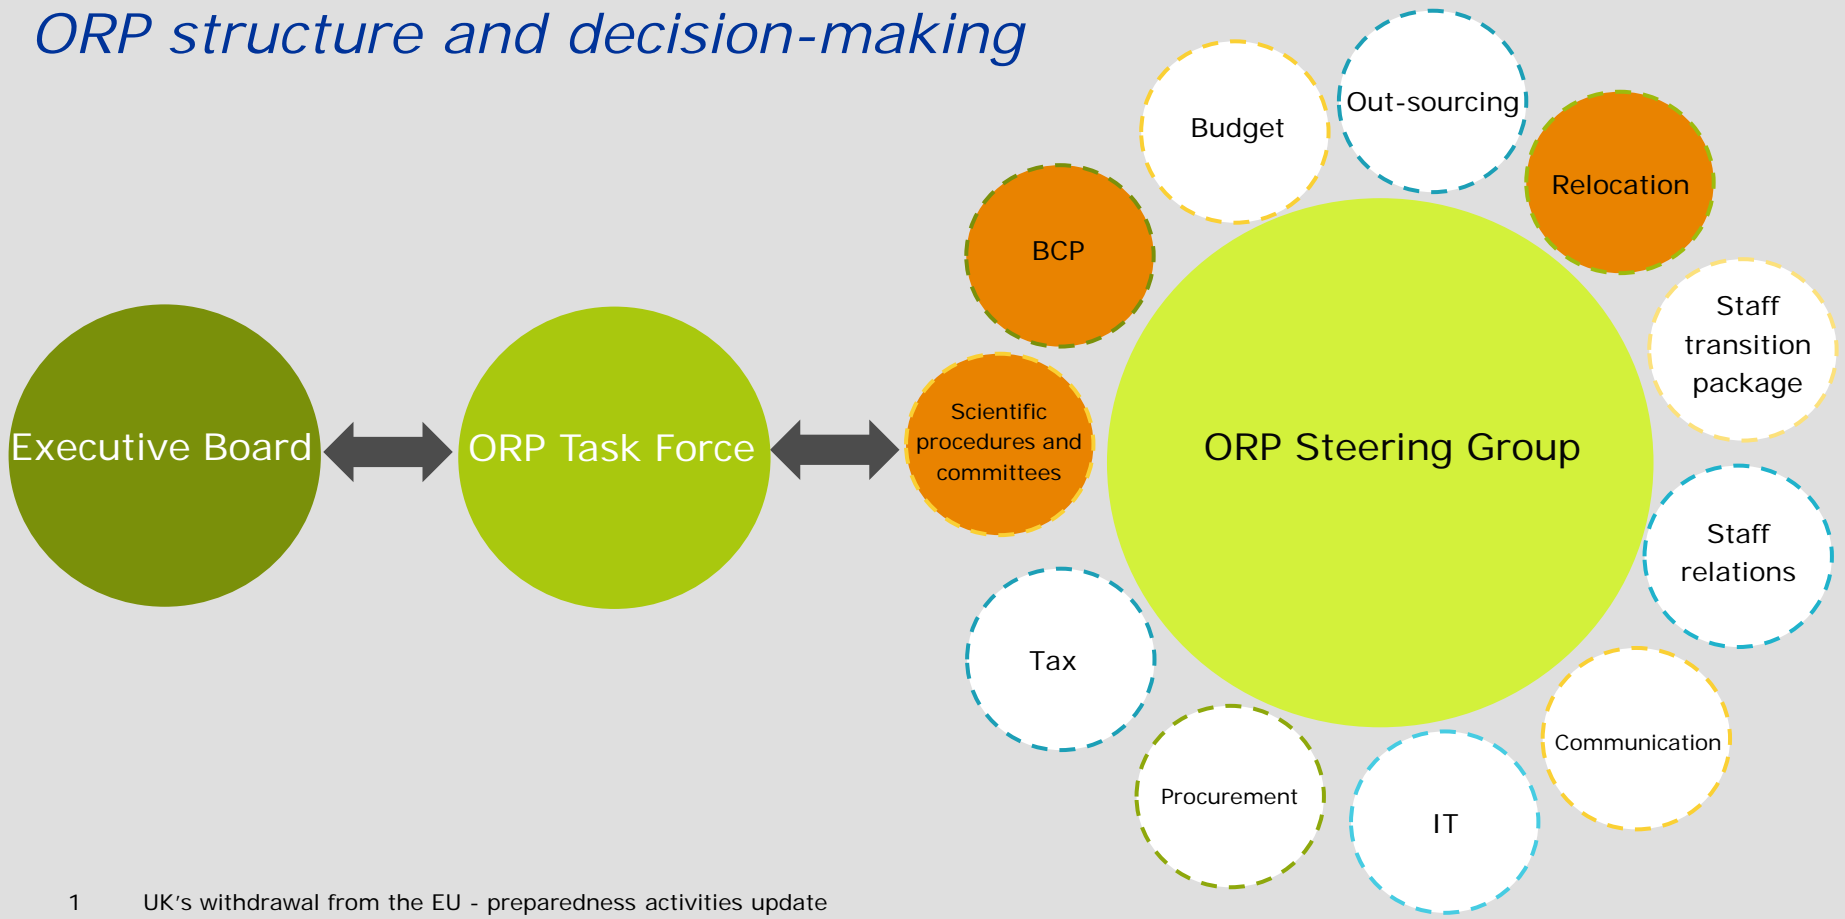 ORP structure and decision-making
Out-sourcing
Budget
Relocation
BCP
Staff
transition
package
Executive Board
ORP Task Force
Scientific
procedures and
committees
ORP Steering Group
Staff
relations
Tax
Communication
Procurement
IT
1 UK's withdrawal from the EU - preparedness activities update